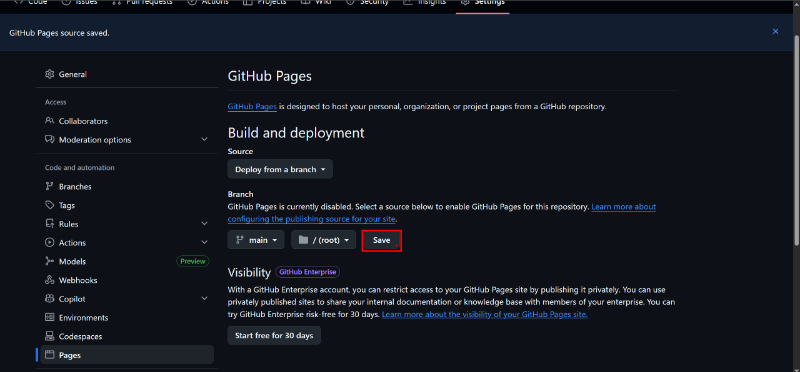 Code Issues Pull requests Actions Projects Wiki Security Insights Settings
GitHub Pages source saved.
General
Access
Collaborators
Moderation options
Code and automation
Branches
Tags
Rules
Actions
Models Preview
Webhooks
Copilot
Environments
Codespaces
Pages
GitHub Pages
GitHub Pages is designed to host your personal, organization, or project pages from a GitHub repository.
Build and deployment
Source
Deploy from a branch
Branch
GitHub Pages is currently disabled. Select a source below to enable GitHub Pages for this repository. Learn more about
configuring the publishing source for your site.
main / (root) Save
Visibility GitHub Enterprise
With a GitHub Enterprise account, you can restrict access to your GitHub Pages site by publishing it privately. You can use
privately published sites to share your internal documentation or knowledge base with members of your enterprise. You can
try GitHub Enterprise risk-free for 30 days. Learn more about the visibility of your GitHub Pages site.
Start free for 30 days